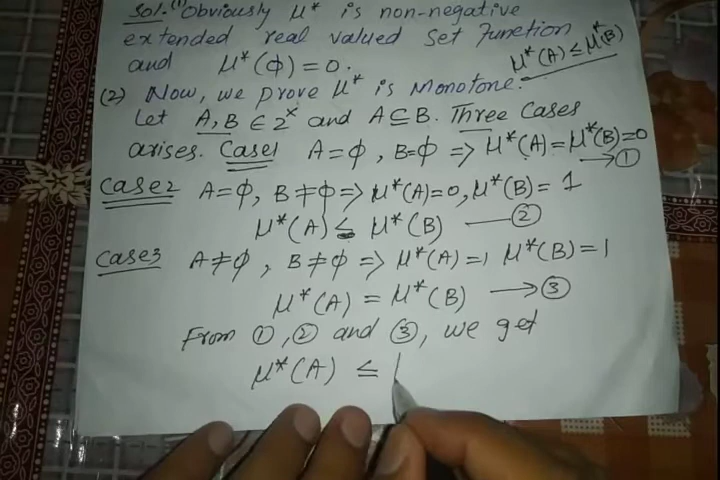 Sol. (1) Obviously μ* is non-negative
extended real valued set function
and μ*(ϕ)=0. μ*(A)≤μ*(B)
(2) Now, we prove μ* is monotone.
Let A,B∈2^x and A⊆B. Three cases
arises. Case1 A=ϕ, B=ϕ => μ*(A)=μ*(B)=0
→①
Case2 A=ϕ, B≠ϕ => μ*(A)=0, μ*(B)=1
μ*(A) ≤ μ*(B) —②
Case3 A≠ϕ, B≠ϕ => μ*(A)=1 μ*(B)=1
μ*(A) = μ*(B) →③
From ①,② and ③, we get
μ*(A) ≤